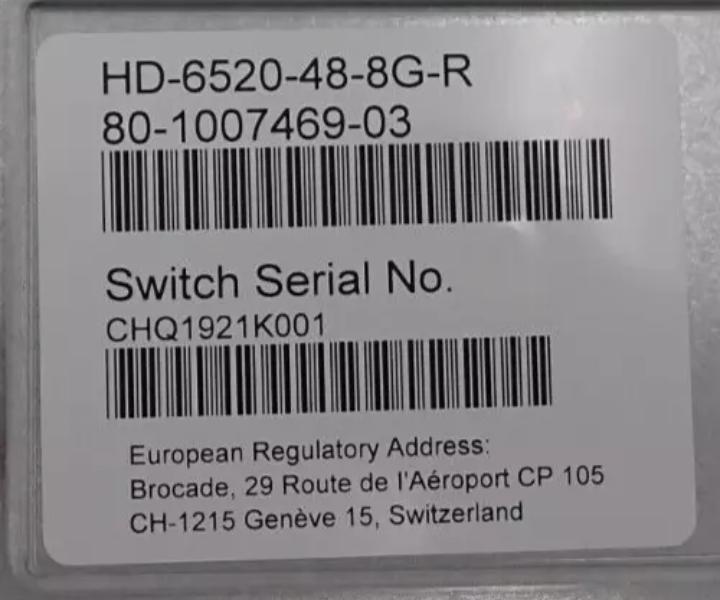 HD-6520-48-8G-R
80-1007469-03
Switch Serial No.
CHQ1921K001
European Regulatory Address:
Brocade, 29 Route de l'Aéroport CP 105
CH-1215 Genève 15, Switzerland